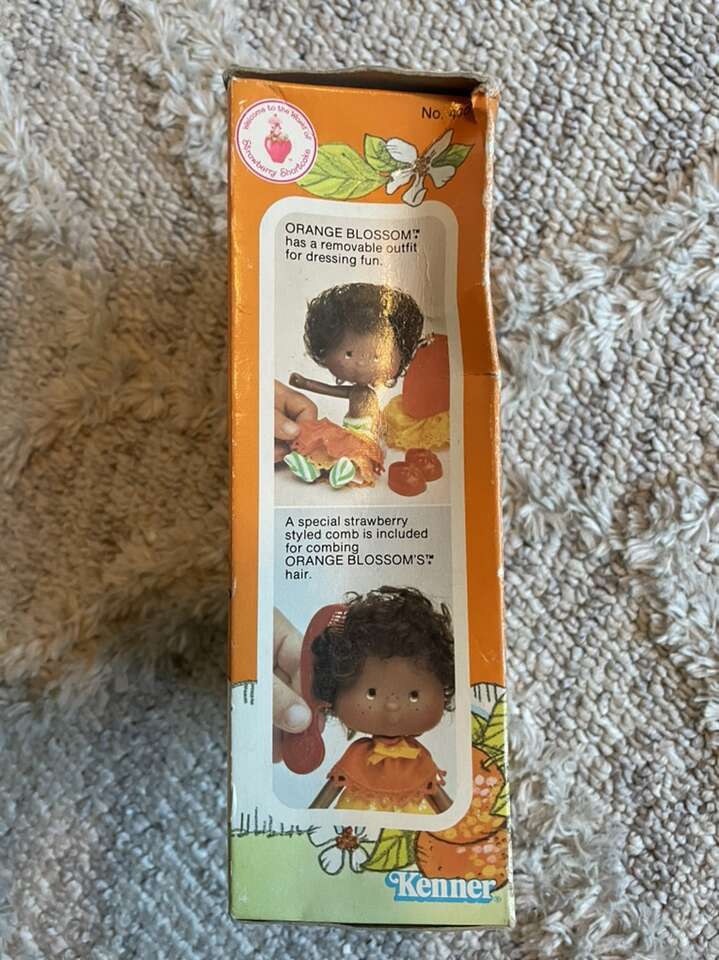 Welcome to the World of
Strawberry Shortcake
TM
No.
ORANGE BLOSSOM™
has a removable outfit
for dressing fun.
A special strawberry
styled comb is included
for combing
ORANGE BLOSSOM'S™
hair.
Kenner®